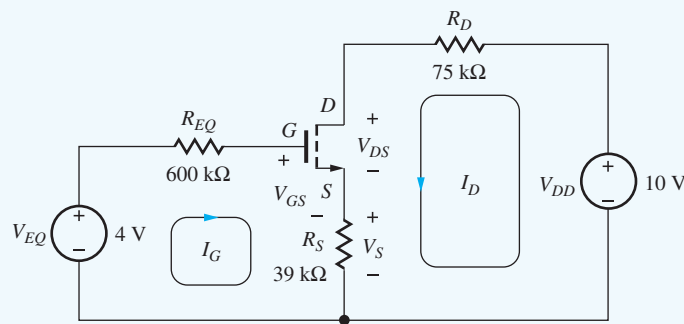 R_D
75 kΩ
D
+
R_EQ
G
V_DS
+
600 kΩ
–
I_D
V_DD
+
–
10 V
V_GS
S
+
V_EQ
–
4 V
–
+
I_G
R_S
V_S
39 kΩ
–